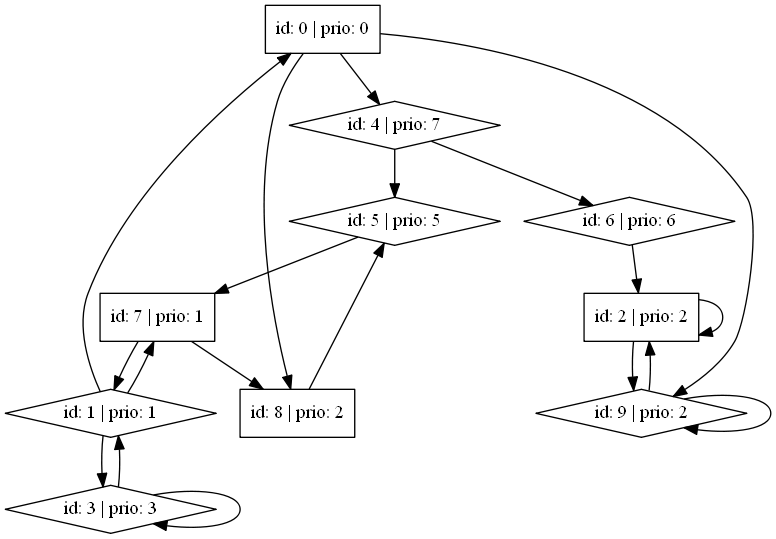 id: 0 | prio: 0
id: 4 | prio: 7
id: 5 | prio: 5
id: 6 | prio: 6
id: 7 | prio: 1
id: 2 | prio: 2
id: 1 | prio: 1
id: 8 | prio: 2
id: 9 | prio: 2
id: 3 | prio: 3